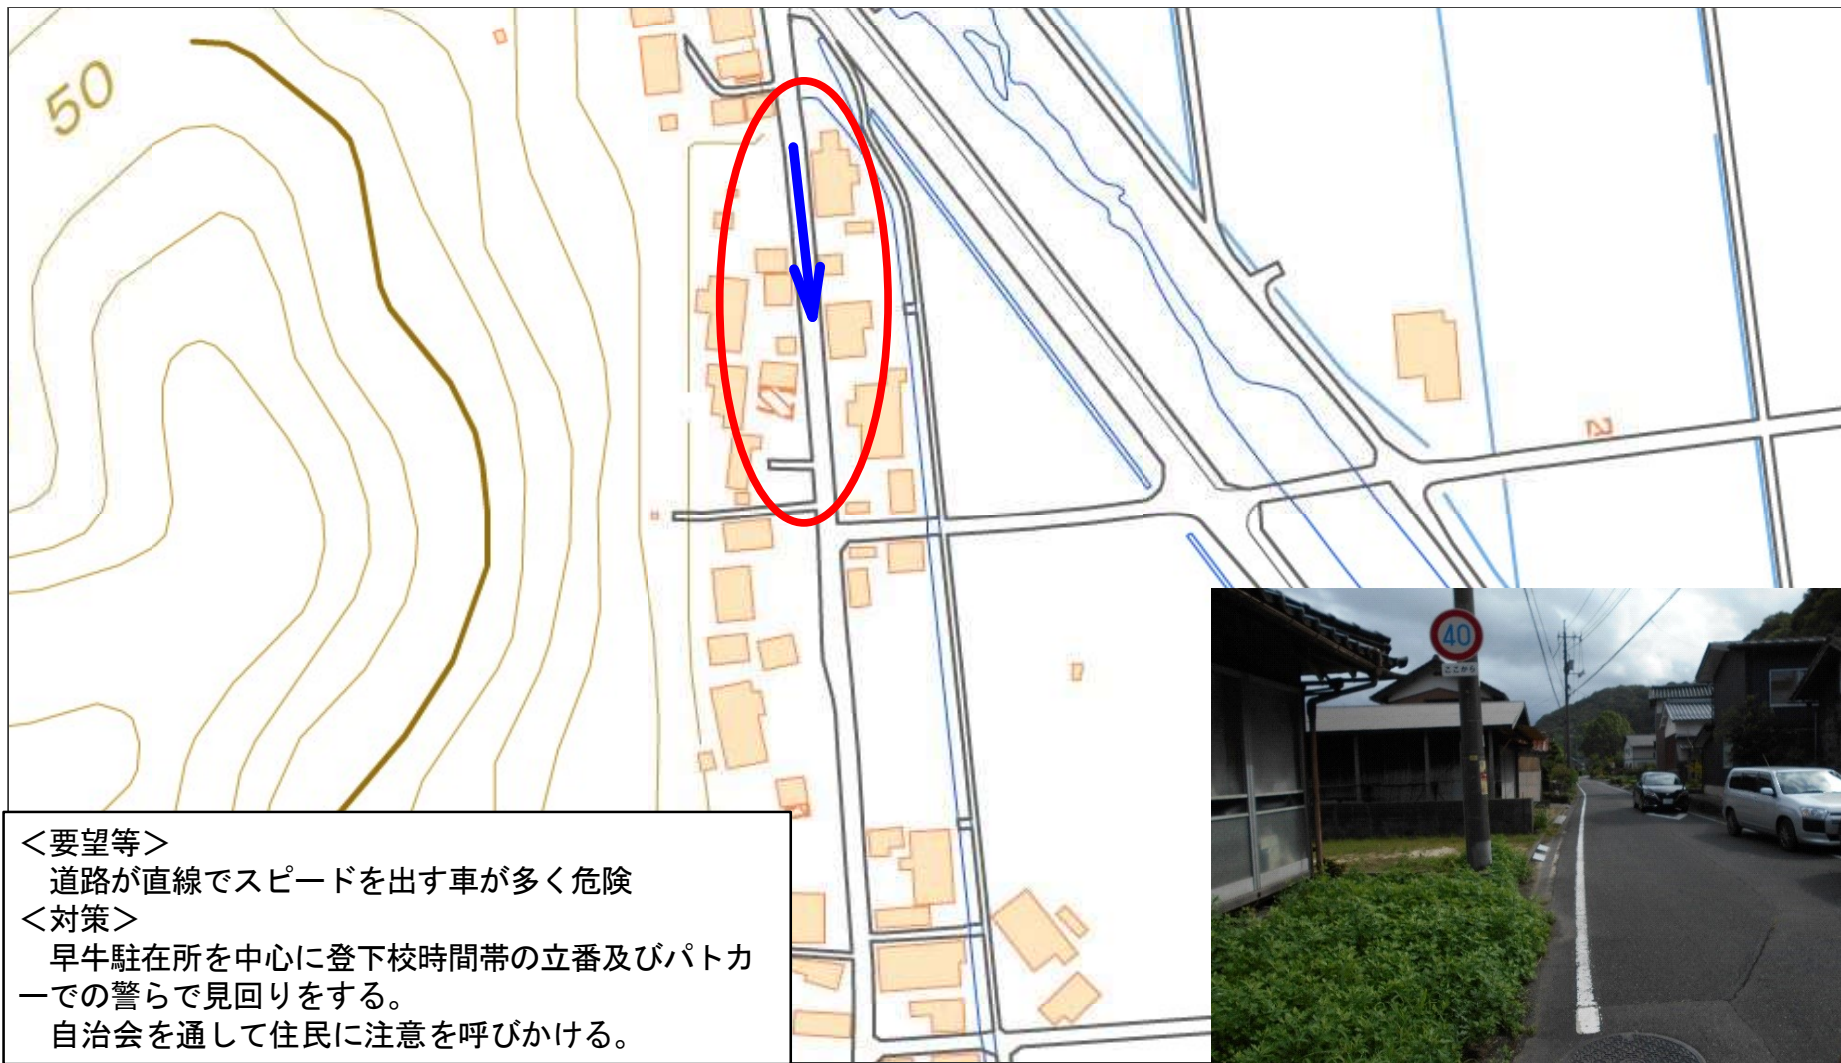 50
40
ここから
＜要望等＞
道路が直線でスピードを出す車が多く危険
＜対策＞
早牛駐在所を中心に登下校時間帯の立番及びパトカ
ーでの警らで見回りをする。
自治会を通して住民に注意を呼びかける。